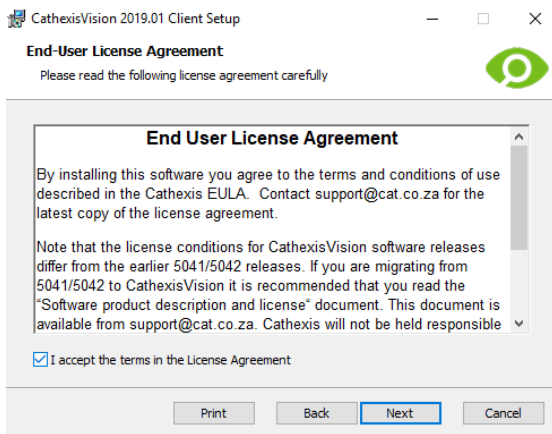 CathexisVision 2019.01 Client Setup
End-User License Agreement
Please read the following license agreement carefully
End User License Agreement
By installing this software you agree to the terms and conditions of use
described in the Cathexis EULA.  Contact support@cat.co.za for the
latest copy of the license agreement.
Note that the license conditions for CathexisVision software releases
differ from the earlier 5041/5042 releases. If you are migrating from
5041/5042 to CathexisVision it is recommended that you read the
“Software product description and license“ document. This document is
available from support@cat.co.za. Cathexis will not be held responsible
I accept the terms in the License Agreement
Print Back Next Cancel